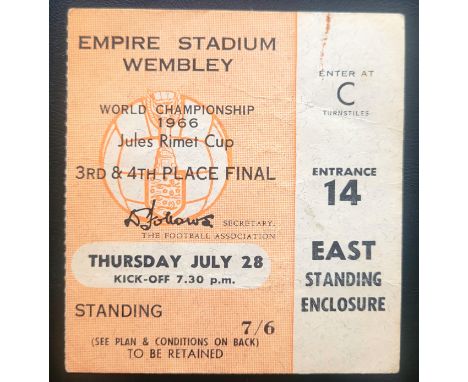 EMPIRE STADIUM
WEMBLEY
WORLD CHAMPIONSHIP
1966
Jules Rimet Cup
3RD & 4TH PLACE FINAL
D Follows SECRETARY.
THE FOOTBALL ASSOCIATION
THURSDAY JULY 28
KICK-OFF 7.30 p.m.
STANDING 7/6
(SEE PLAN & CONDITIONS ON BACK)
TO BE RETAINED
ENTER AT
C
TURNSTILES
ENTRANCE
14
EAST
STANDING
ENCLOSURE